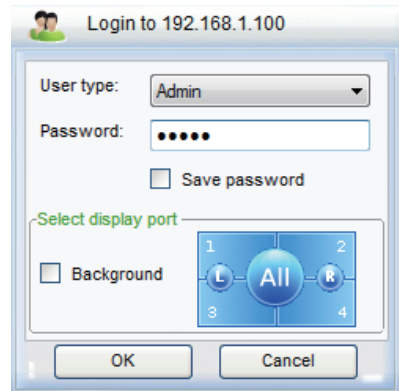 Login to 192.168.1.100
User type: Admin
Password: •••••
Save password
Select display port
1 2
Background L All R
3 4
OK Cancel